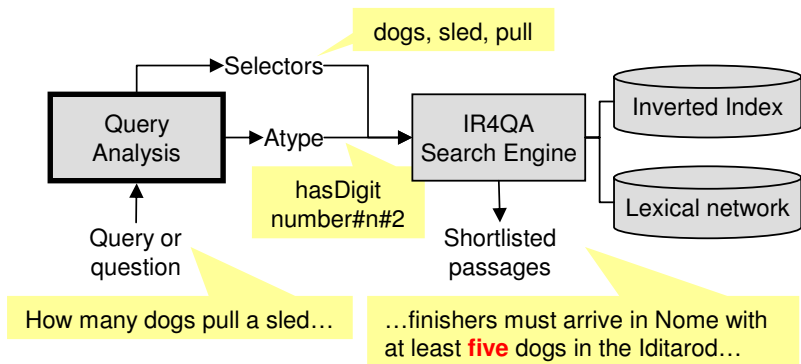 dogs, sled, pull
Selectors
Query
Analysis
Atype
IR4QA
Search Engine
Inverted Index
Lexical network
hasDigit
number#n#2
Query or
question
Shortlisted
passages
How many dogs pull a sled…
…finishers must arrive in Nome with
at least five dogs in the Iditarod…